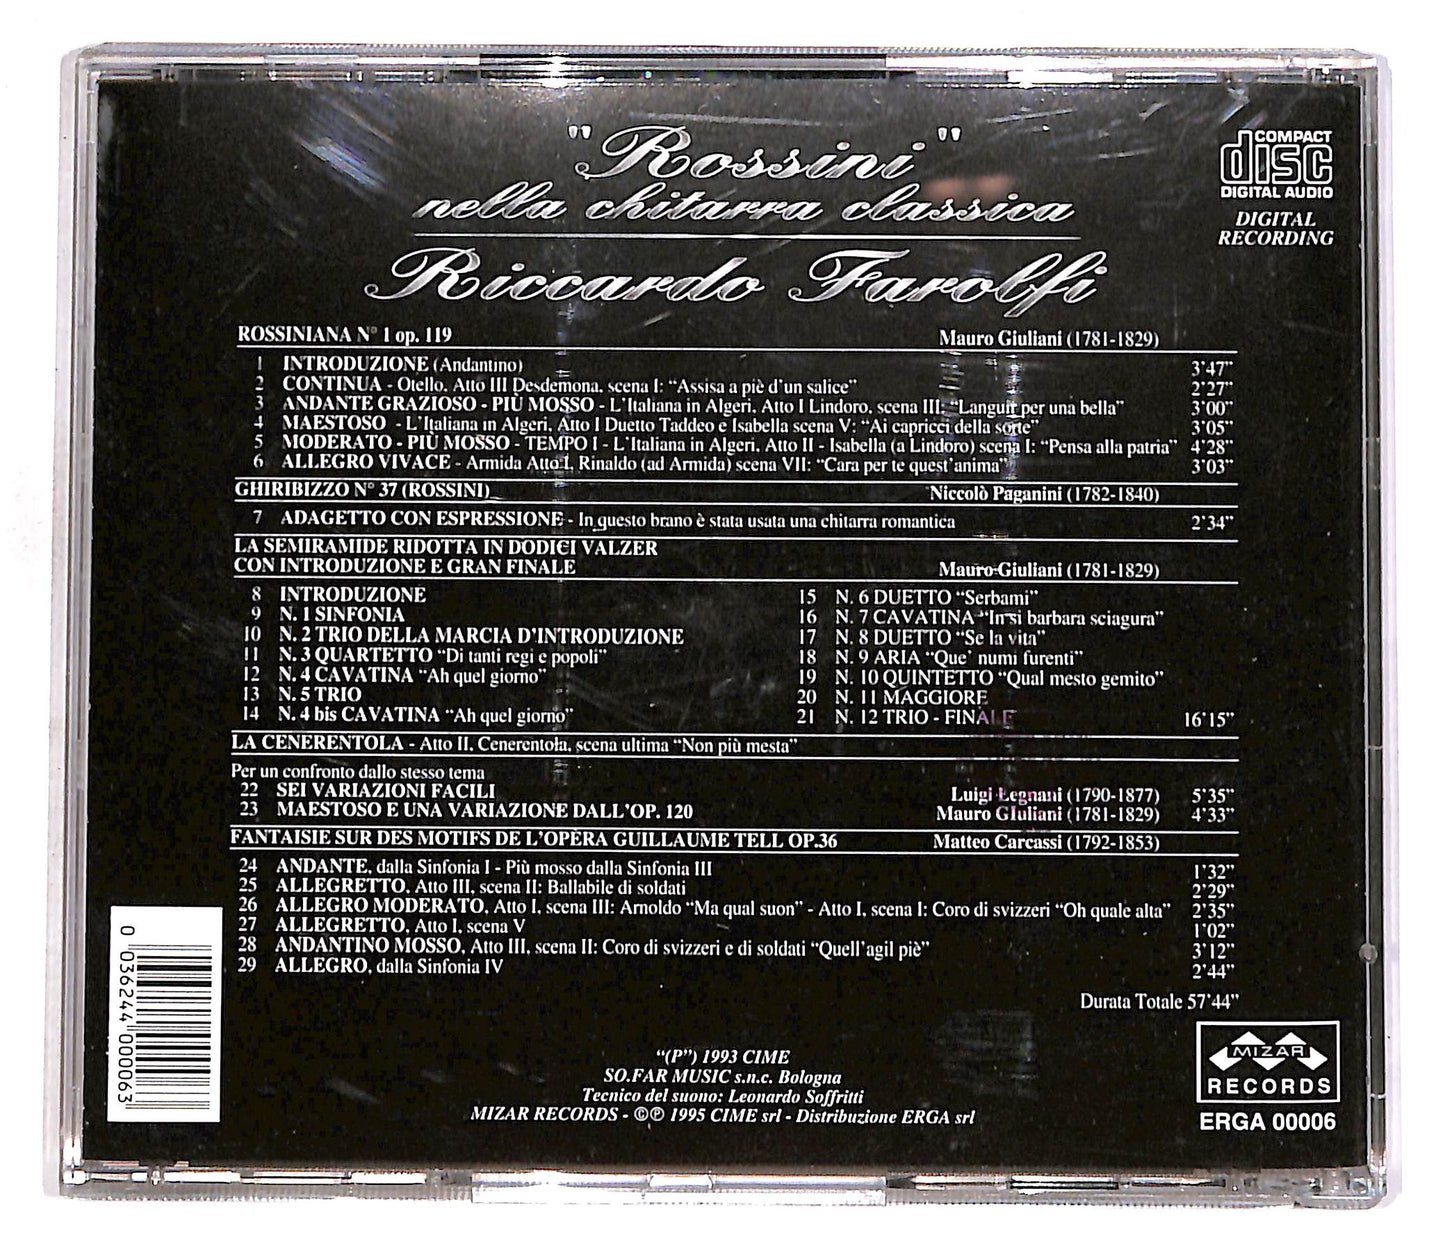 "Rossini"
nella chitarra classica
Riccardo Farolfi
COMPACT
disc
DIGITAL AUDIO
DIGITAL
RECORDING
ROSSINIANA N° 1 op. 119 Mauro Giuliani (1781-1829)
1 INTRODUZIONE (Andantino) 3'47"
2 CONTINUA - Otello, Atto III Desdemona, scena I: "Assisa a piè d'un salice" 2'27"
3 ANDANTE GRAZIOSO - PIÙ MOSSO - L'Italiana in Algeri, Atto I Lindoro, scena III: "Languir per una bella" 3'00"
4 MAESTOSO - L'Italiana in Algeri, Atto I Duetto Taddeo e Isabella scena V: "Ai capricci della sorte" 3'05"
5 MODERATO - PIÙ MOSSO - TEMPO I - L'Italiana in Algeri, Atto II - Isabella (a Lindoro) scena I: "Pensa alla patria" 4'28"
6 ALLEGRO VIVACE - Armida Atto I, Rinaldo (ad Armida) scena VII: "Cara per te quest'anima" 3'03"
GHIRIBIZZO N° 37 (ROSSINI) Niccolò Paganini (1782-1840)
7 ADAGETTO CON ESPRESSIONE - In questo brano è stata usata una chitarra romantica 2'34"
LA SEMIRAMIDE RIDOTTA IN DODICI VALZER
CON INTRODUZIONE E GRAN FINALE Mauro Giuliani (1781-1829)
8 INTRODUZIONE
9 N. 1 SINFONIA
10 N. 2 TRIO DELLA MARCIA D'INTRODUZIONE
11 N. 3 QUARTETTO "Di tanti regi e popoli"
12 N. 4 CAVATINA "Ah quel giorno"
13 N. 5 TRIO
14 N. 4 bis CAVATINA "Ah quel giorno"
15 N. 6 DUETTO "Serbami"
16 N. 7 CAVATINA "In sì barbara sciagura"
17 N. 8 DUETTO "Se la vita"
18 N. 9 ARIA "Que' numi furenti"
19 N. 10 QUINTETTO "Qual mesto gemito"
20 N. 11 MAGGIORE
21 N. 12 TRIO - FINALE 16'15"
LA CENERENTOLA - Atto II, Cenerentola, scena ultima "Non più mesta"
Per un confronto dallo stesso tema
22 SEI VARIAZIONI FACILI Luigi Legnani (1790-1877) 5'35"
23 MAESTOSO E UNA VARIAZIONE DALL'OP. 120 Mauro GIuliani (1781-1829) 4'33"
FANTAISIE SUR DES MOTIFS DE L'OPÉRA GUILLAUME TELL OP.36 Matteo Carcassi (1792-1853)
24 ANDANTE, dalla Sinfonia I - Più mosso dalla Sinfonia III 1'32"
25 ALLEGRETTO, Atto III, scena II: Ballabile di soldati 2'29"
26 ALLEGRO MODERATO, Atto I, scena III: Arnoldo "Ma qual suon" - Atto I, scena I: Coro di svizzeri "Oh quale alta" 2'35"
27 ALLEGRETTO, Atto I, scena V 1'02"
28 ANDANTINO MOSSO, Atto III, scena II: Coro di svizzeri e di soldati "Quell'agil piè" 3'12"
29 ALLEGRO, dalla Sinfonia IV 2'44"
Durata Totale 57'44"
0 036244 000063
"(P") 1993 CIME
SO.FAR MUSIC s.n.c. Bologna
Tecnico del suono: Leonardo Soffritti
MIZAR RECORDS - ©℗ 1995 CIME srl - Distribuzione ERGA srl
MIZAR
RECORDS
ERGA 00006